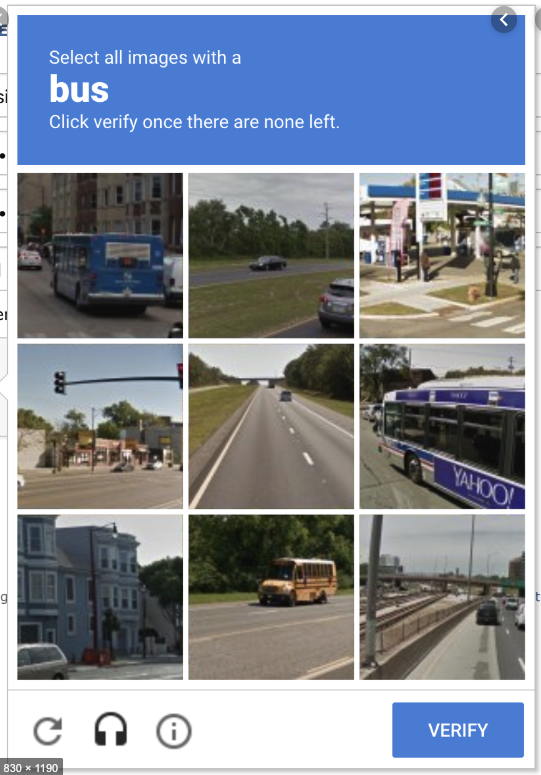 Select all images with a
bus
Click verify once there are none left.
YAHOO!
VERIFY
830 × 1190